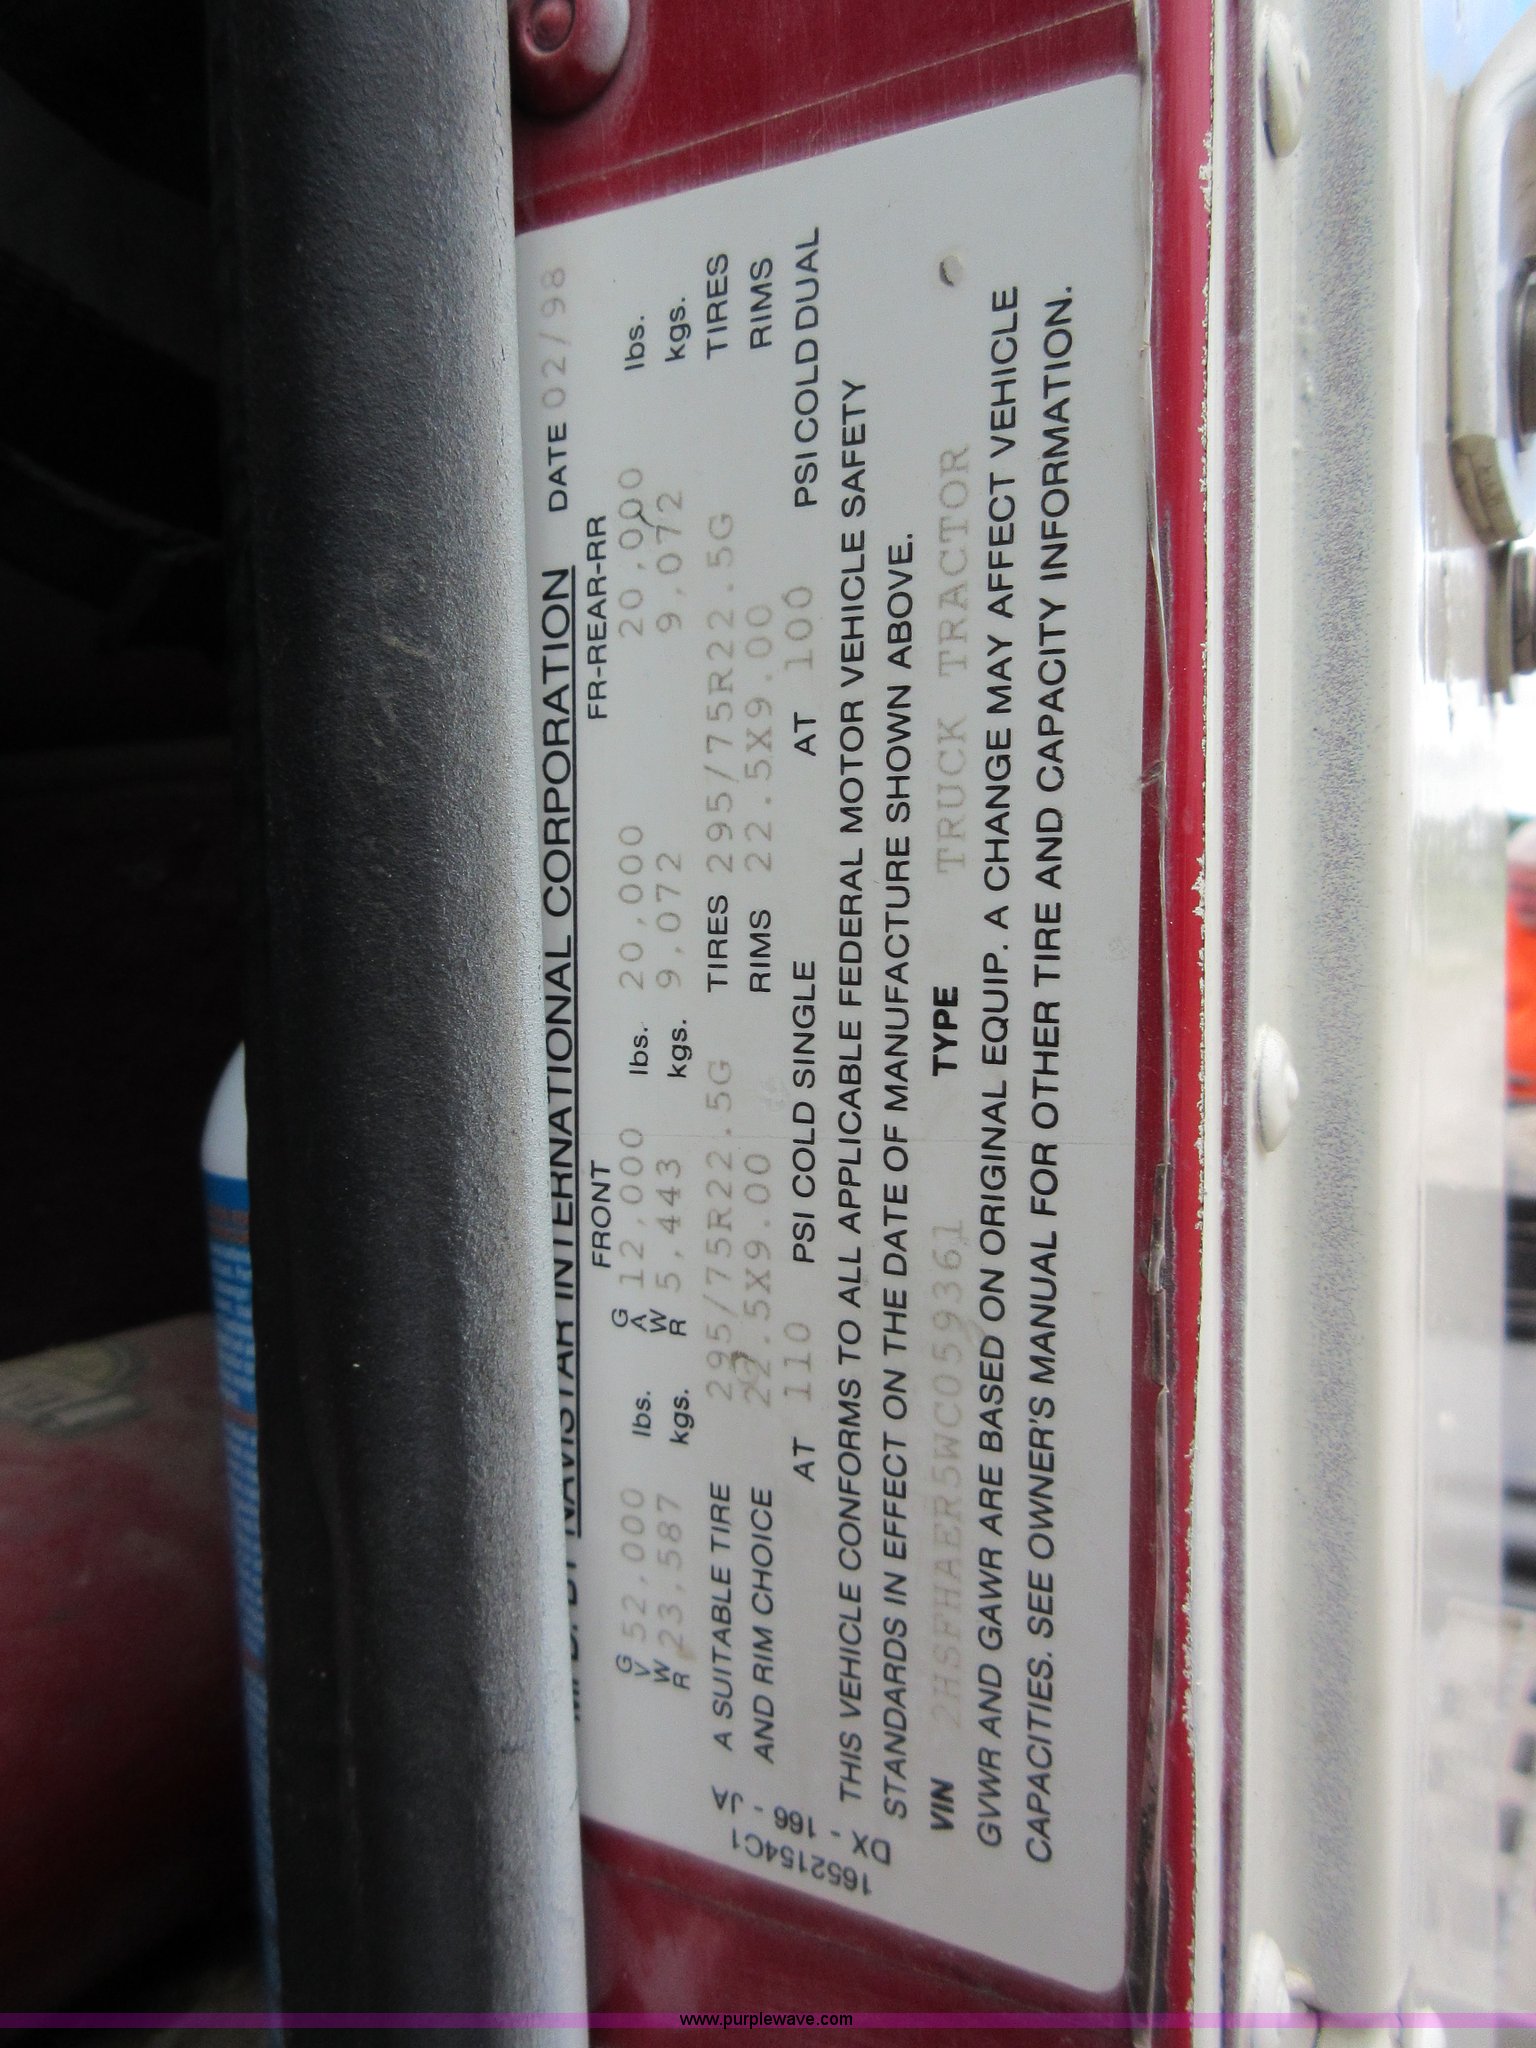 MFD. BY NAVISTAR INTERNATIONAL CORPORATION DATE 02/98
FRONT FR-REAR-RR
GVWR 52,000 lbs. GAWR 12,000 lbs. 20,000 20,000 lbs.
23,587 kgs. 5,443 kgs. 9,072 9,072 kgs.
A SUITABLE TIRE 295/75R22.5G TIRES 295/75R22.5G TIRES
AND RIM CHOICE 22.5X9.00 RIMS 22.5X9.00 RIMS
AT 110 PSI COLD SINGLE AT 100 PSI COLD DUAL
THIS VEHICLE CONFORMS TO ALL APPLICABLE FEDERAL MOTOR VEHICLE SAFETY
STANDARDS IN EFFECT ON THE DATE OF MANUFACTURE SHOWN ABOVE.
VIN 2HSFHAER5WC059361 TYPE TRUCK TRACTOR
GVWR AND GAWR ARE BASED ON ORIGINAL EQUIP. A CHANGE MAY AFFECT VEHICLE
CAPACITIES. SEE OWNER'S MANUAL FOR OTHER TIRE AND CAPACITY INFORMATION.
1652154C1
DX - 166 - JA
www.purplewave.com